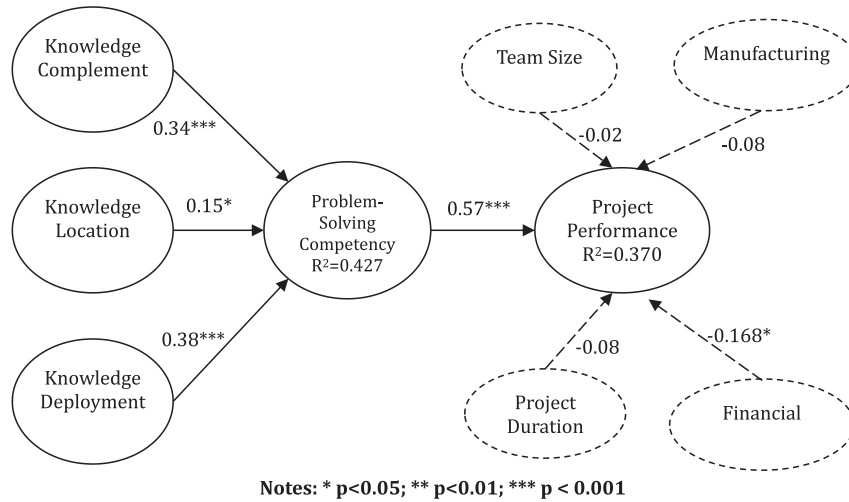 Knowledge
Complement
0.34***
Knowledge
Location
0.15*
Knowledge
Deployment
0.38***
Problem-
Solving
Competency
R²=0.427
0.57***
Team Size
-0.02
Manufacturing
-0.08
Project
Performance
R²=0.370
-0.08
Project
Duration
-0.168*
Financial
Notes: * p<0.05; ** p<0.01; *** p < 0.001